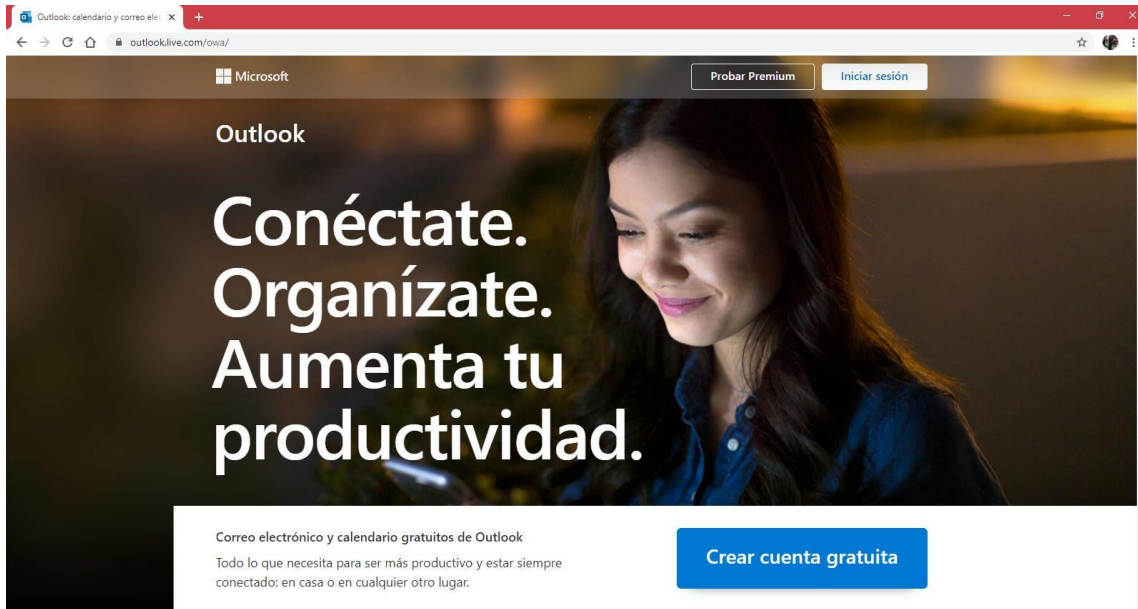 Outlook: calendario y correo ele
outlook.live.com/owa/
Microsoft
Probar Premium
Iniciar sesión
Outlook
Conéctate.
Organízate.
Aumenta tu
productividad.
Correo electrónico y calendario gratuitos de Outlook
Todo lo que necesita para ser más productivo y estar siempre
conectado: en casa o en cualquier otro lugar.
Crear cuenta gratuita